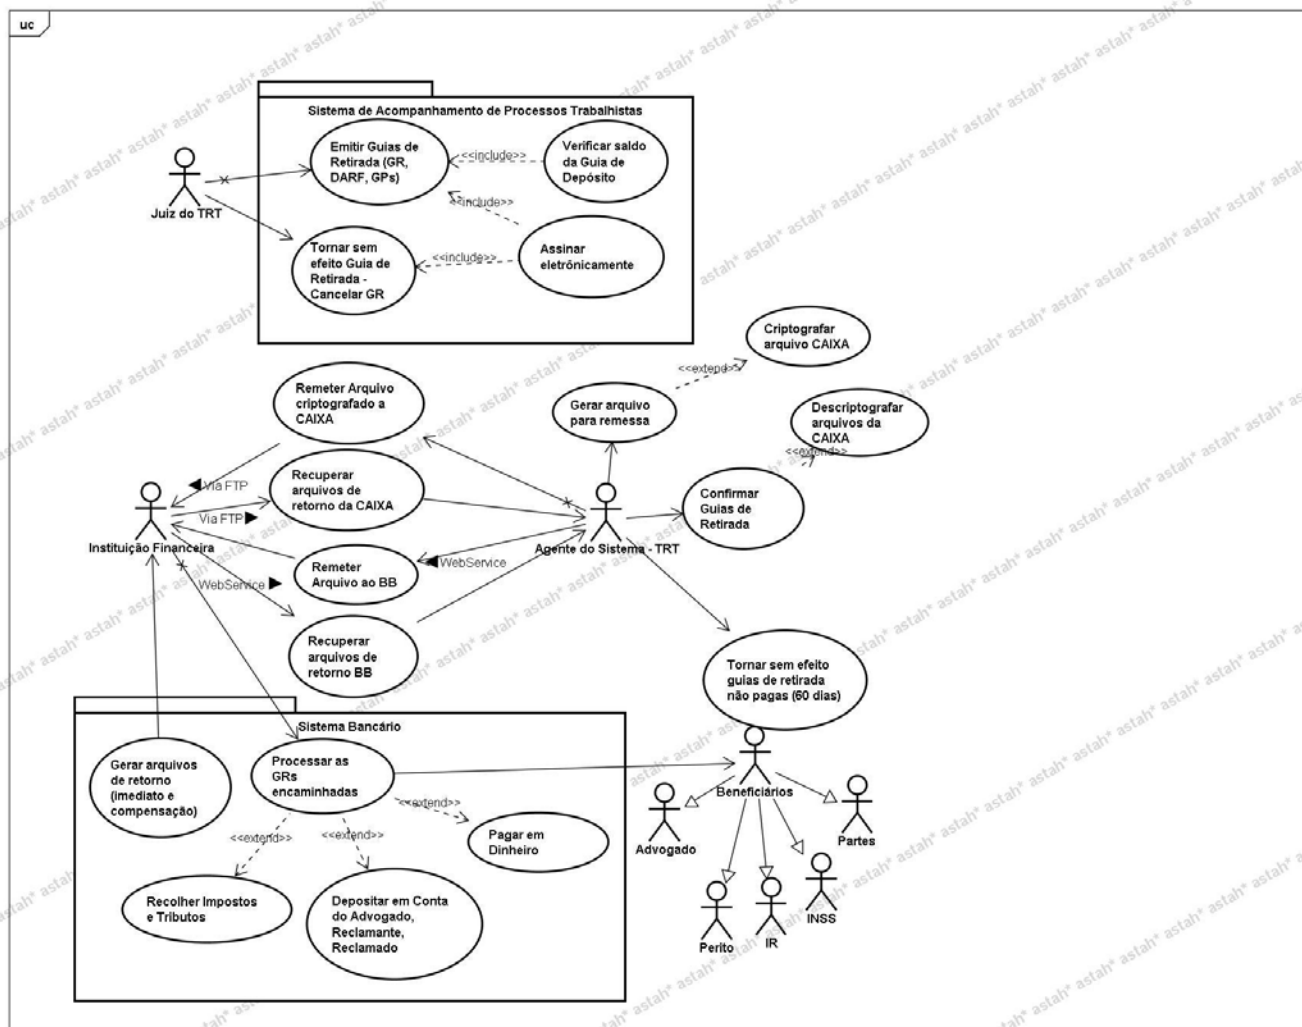 uc
Sistema de Acompanhamento de Processos Trabalhistas
Emitir Guias de
Retirada (GR,
DARF, GPs)
<<include>>
Verificar saldo
da Guia de
Depósito
Juiz do TRT
<<include>>
Tornar sem
efeito Guia de
Retirada -
Cancelar GR
<<include>>
Assinar
eletrônicamente
Criptografar
arquivo CAIXA
<<extend>>
Remeter Arquivo
criptografado a
CAIXA
Gerar arquivo
para remessa
Descriptografar
arquivos da
CAIXA
<<extend>>
Via FTP
Recuperar
arquivos de
retorno da CAIXA
Via FTP
Confirmar
Guias de
Retirada
Instituição Financeira
Agente do Sistema - TRT
Remeter
Arquivo ao BB
WebService
WebService
Recuperar
arquivos de
retorno BB
Tornar sem efeito
guias de retirada
não pagas (60 dias)
Sistema Bancário
Gerar arquivos
de retorno
(imediato e
compensação)
Processar as
GRs
encaminhadas
Beneficiários
<<extend>>
<<extend>>
<<extend>>
Pagar em
Dinheiro
Advogado
Partes
Recolher Impostos
e Tributos
Depositar em Conta
do Advogado,
Reclamante,
Reclamado
Perito
IR
INSS
astah* astah* astah* astah* astah* astah*